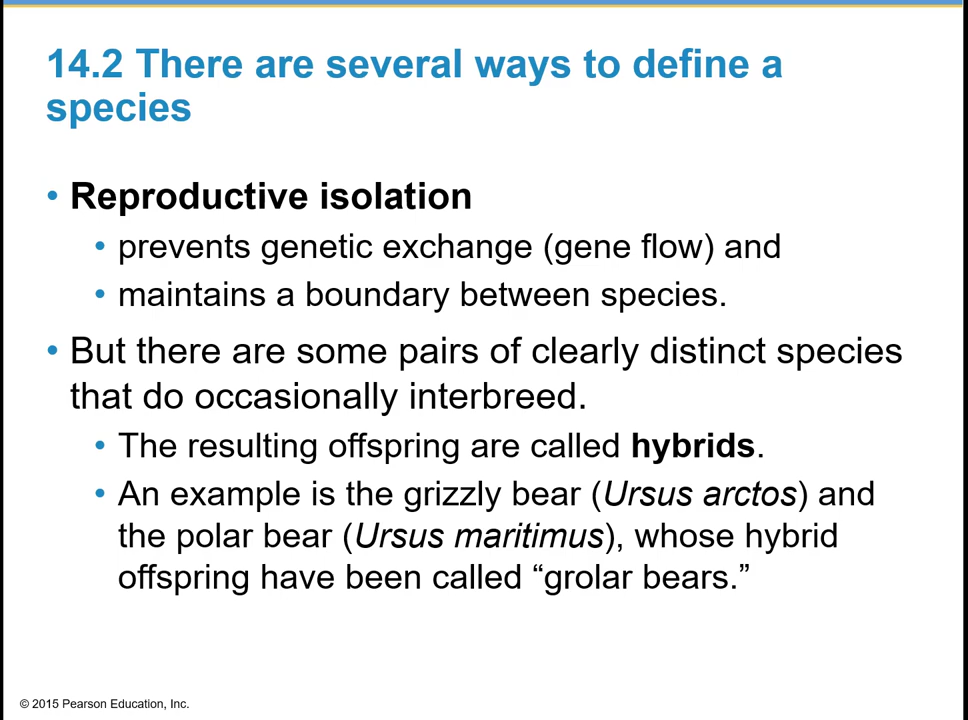 14.2 There are several ways to define a
species
• Reproductive isolation
• prevents genetic exchange (gene flow) and
• maintains a boundary between species.
• But there are some pairs of clearly distinct species
that do occasionally interbreed.
• The resulting offspring are called hybrids.
• An example is the grizzly bear (Ursus arctos) and
the polar bear (Ursus maritimus), whose hybrid
offspring have been called “grolar bears.”
© 2015 Pearson Education, Inc.